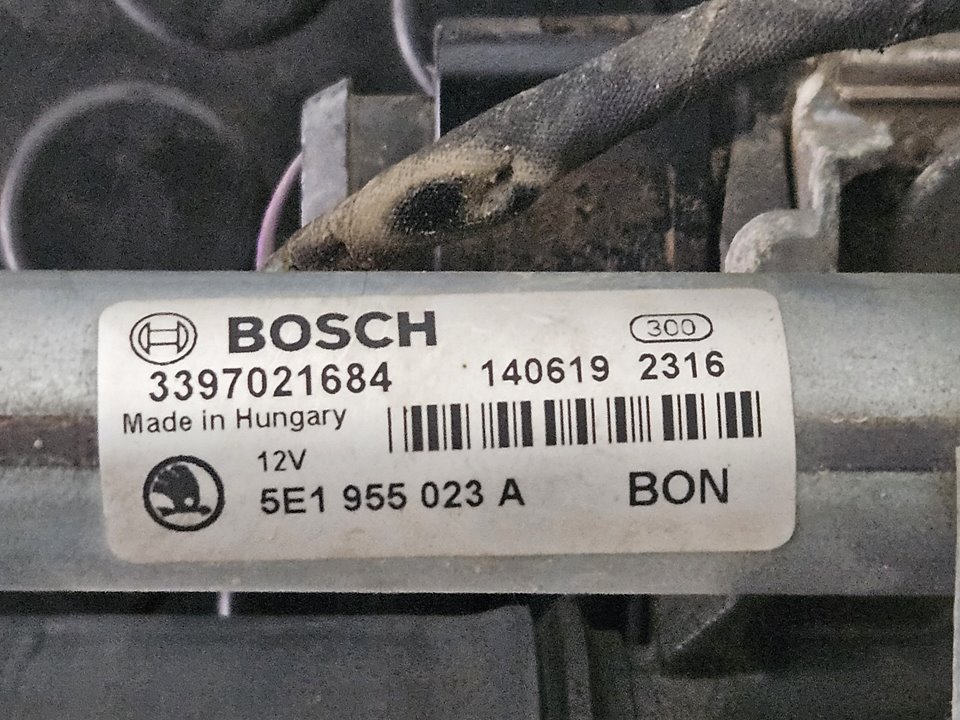 BOSCH 300
3397021684 140619 2316
Made in Hungary
12V
5E1 955 023 A BON